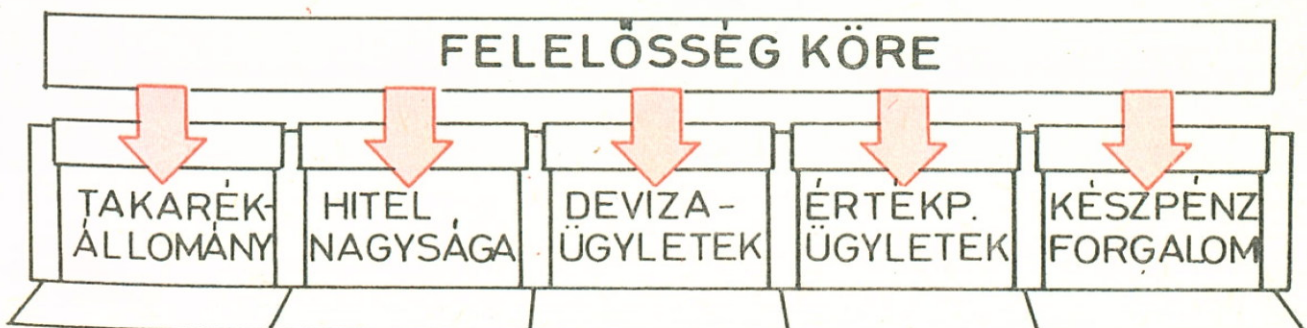 FELELŐSSÉG KÖRE
TAKARÉK-
ÁLLOMÁNY
HITEL
NAGYSÁGA
DEVIZA-
ÜGYLETEK
ÉRTÉKP.
ÜGYLETEK
KÉSZPÉNZ
FORGALOM